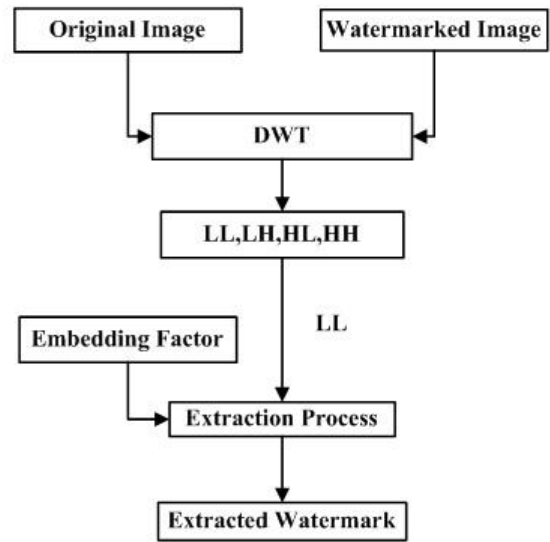 Original Image
Watermarked Image
DWT
LL,LH,HL,HH
LL
Embedding Factor
Extraction Process
Extracted Watermark